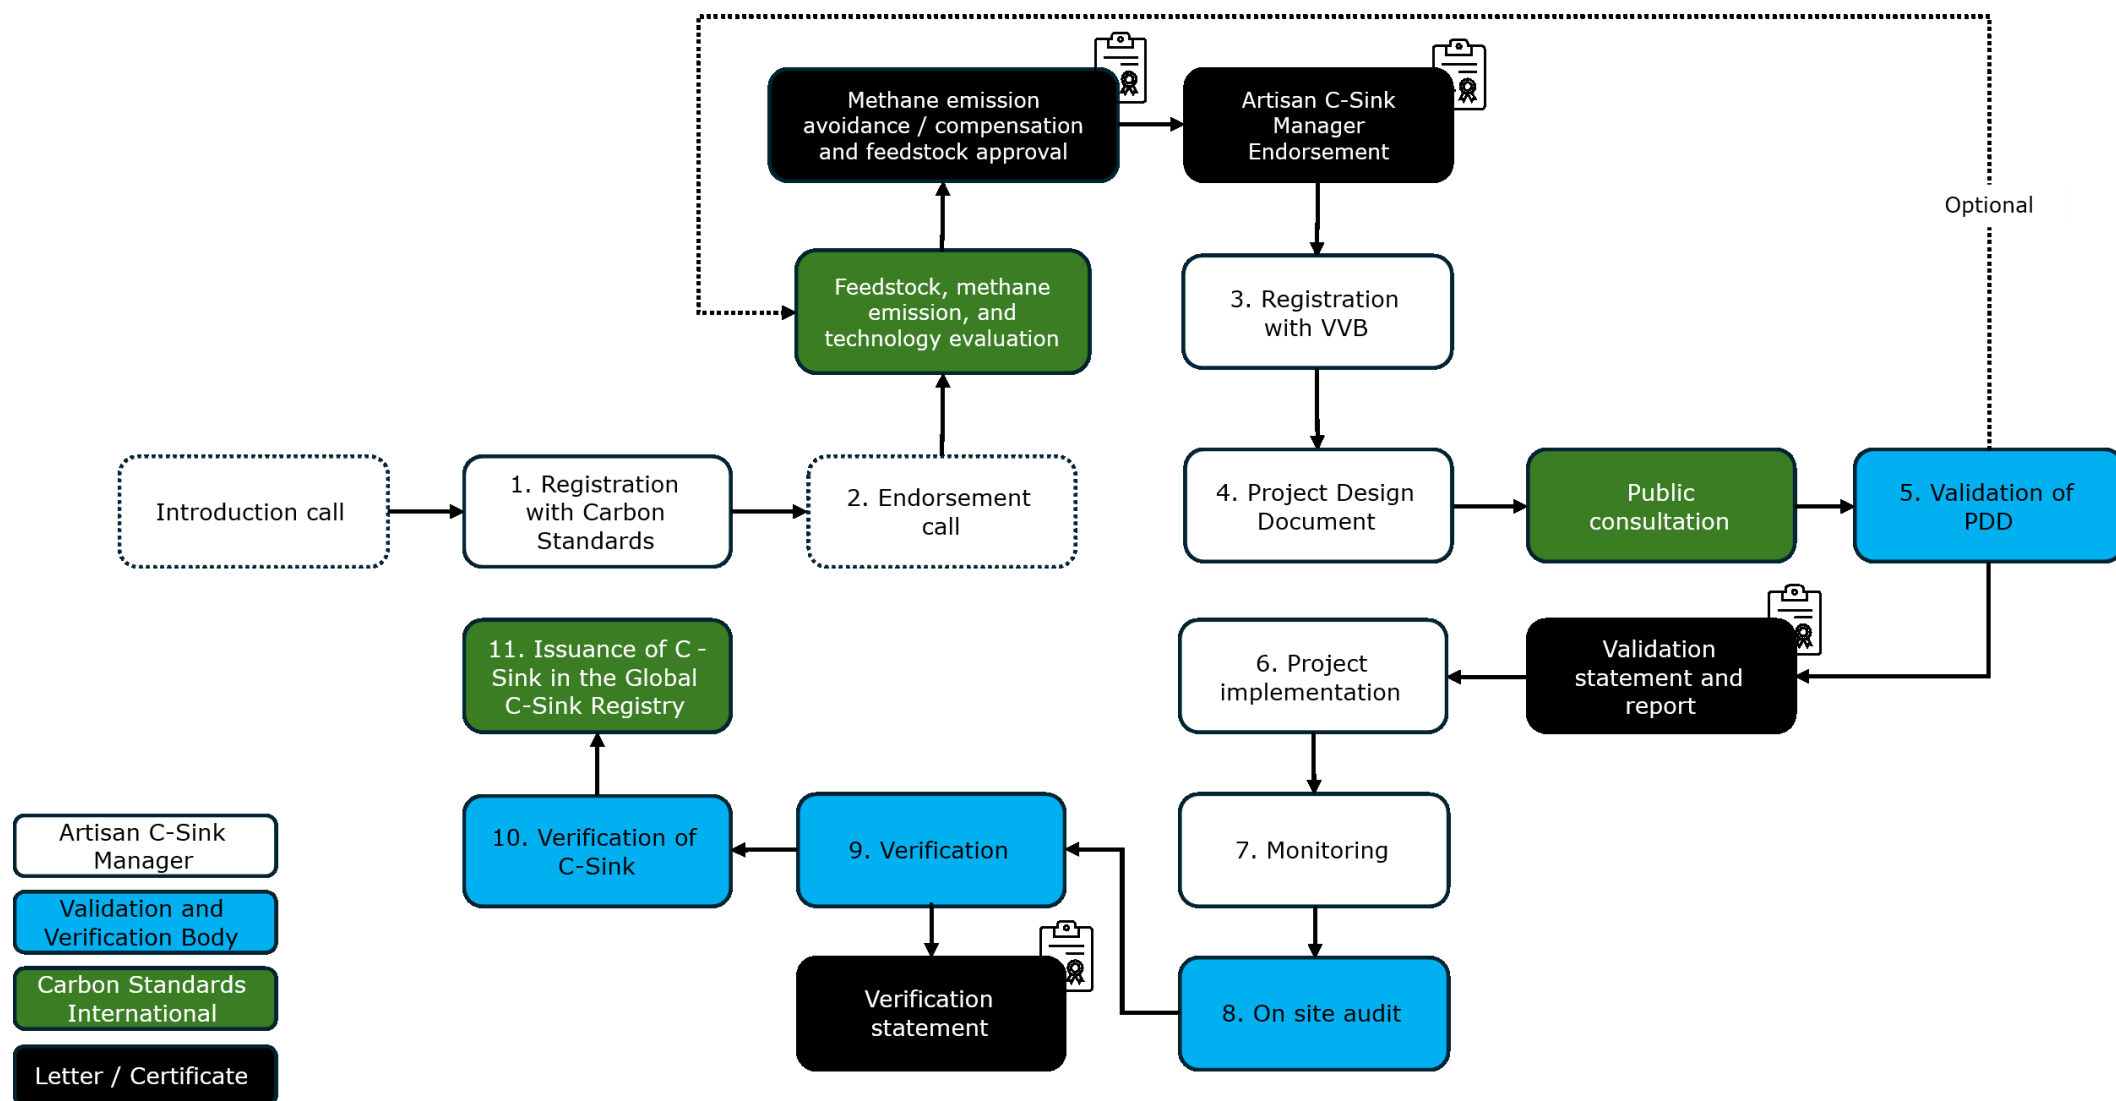 Methane emission
avoidance / compensation
and feedstock approval
Artisan C-Sink
Manager
Endorsement
Optional
Feedstock, methane
emission, and
technology evaluation
3. Registration
with VVB
Introduction call
1. Registration
with Carbon
Standards
2. Endorsement
call
4. Project Design
Document
Public
consultation
5. Validation of
PDD
11. Issuance of C -
Sink in the Global
C-Sink Registry
6. Project
implementation
Validation
statement and
report
10. Verification of
C-Sink
9. Verification
7. Monitoring
Verification
statement
8. On site audit
Artisan C-Sink
Manager
Validation and
Verification Body
Carbon Standards
International
Letter / Certificate